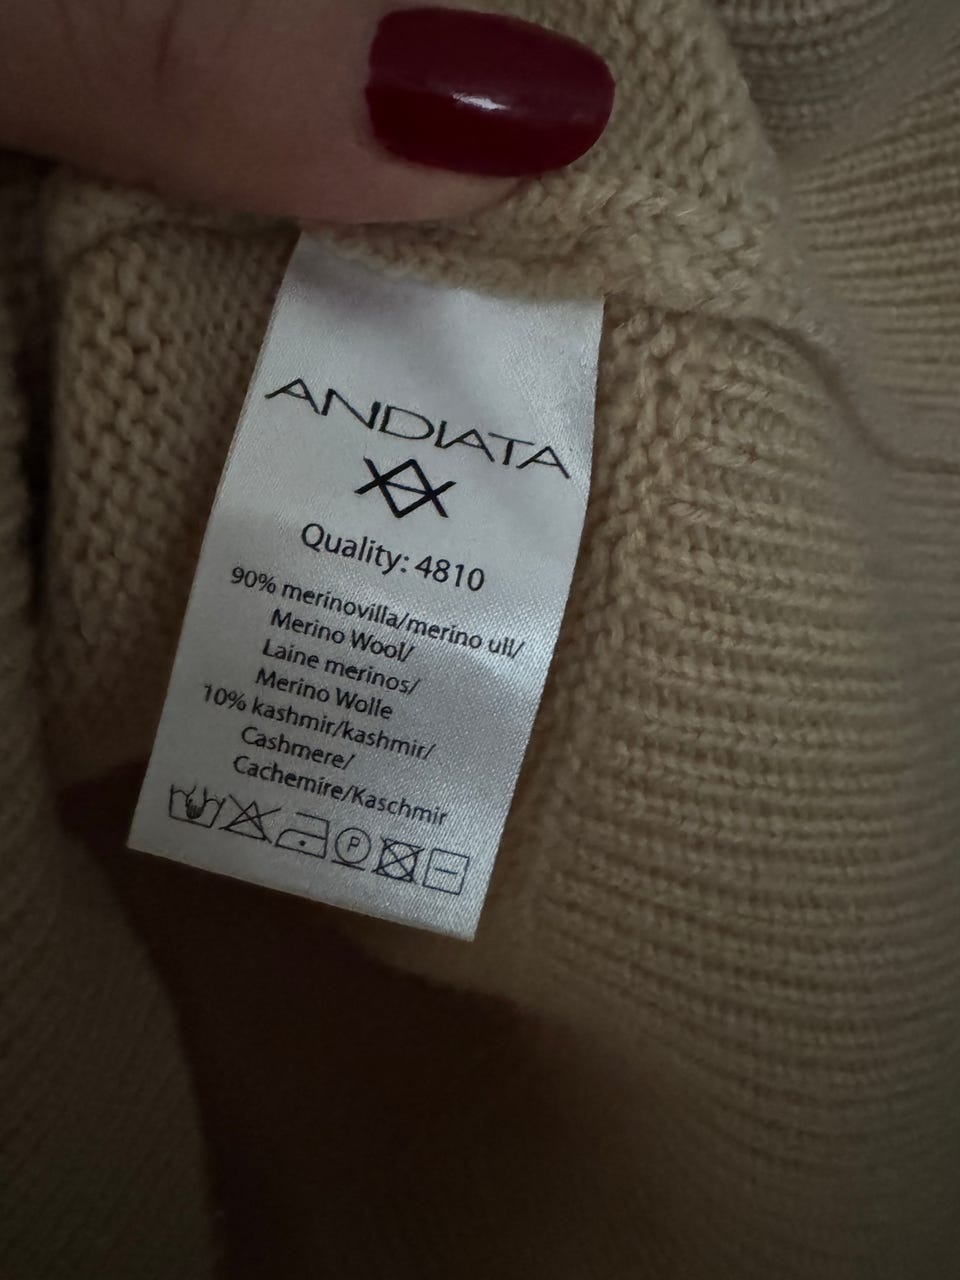 ANDIATA
Quality: 4810
90% merinovilla/merino ull/
Merino Wool/
Laine merinos/
Merino Wolle
10% kashmir/kashmir/
Cashmere/
Cachemire/Kaschmir
P